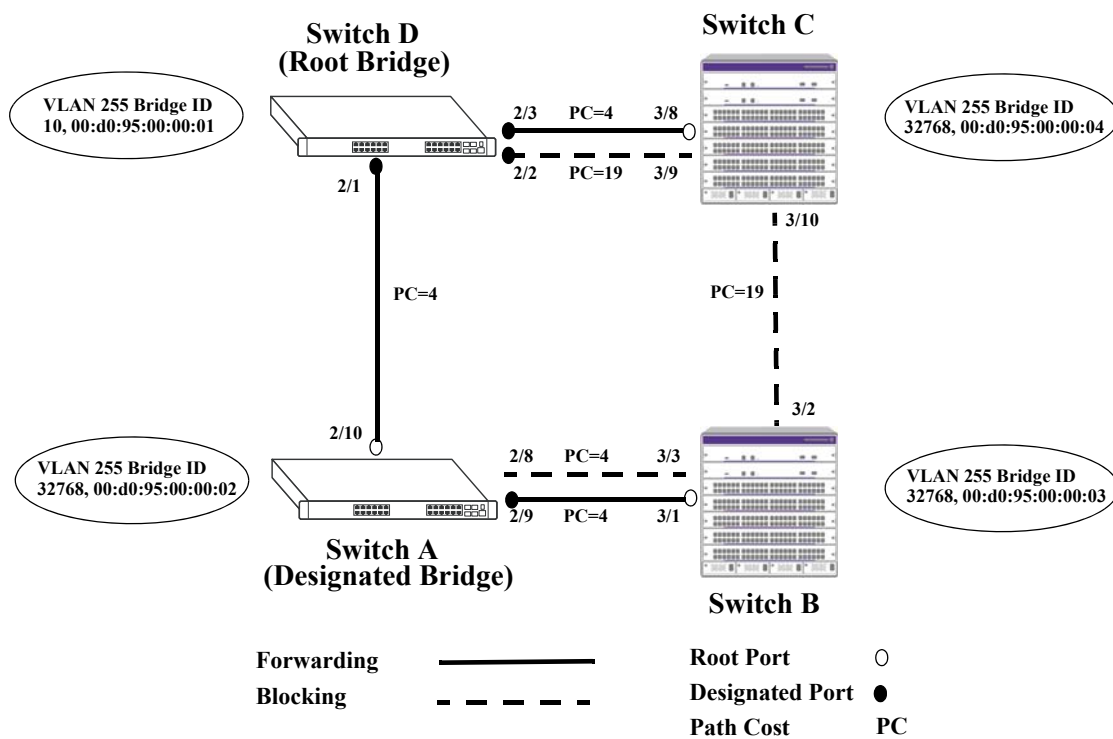 Switch D
(Root Bridge)
Switch C
VLAN 255 Bridge ID
10, 00:d0:95:00:00:01
2/3 PC=4 3/8
2/2 PC=19 3/9
VLAN 255 Bridge ID
32768, 00:d0:95:00:00:04
2/1
3/10
PC=4
PC=19
2/10
3/2
VLAN 255 Bridge ID
32768, 00:d0:95:00:00:02
2/8 PC=4 3/3
2/9 PC=4 3/1
VLAN 255 Bridge ID
32768, 00:d0:95:00:00:03
Switch A
(Designated Bridge)
Switch B
Forwarding
Blocking
Root Port
Designated Port
Path Cost PC